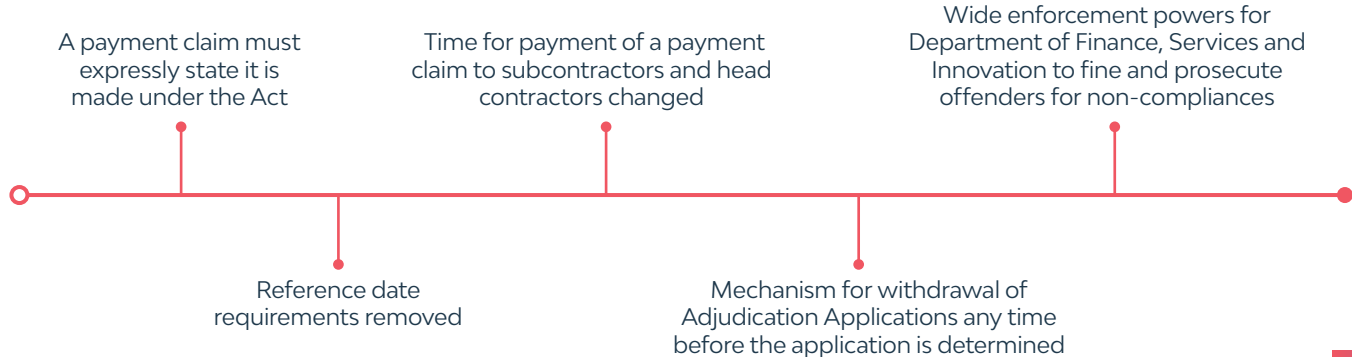 A payment claim must
expressly state it is
made under the Act
Reference date
requirements removed
Time for payment of a payment
claim to subcontractors and head
contractors changed
Mechanism for withdrawal of
Adjudication Applications any time
before the application is determined
Wide enforcement powers for
Department of Finance, Services and
Innovation to fine and prosecute
offenders for non-compliances